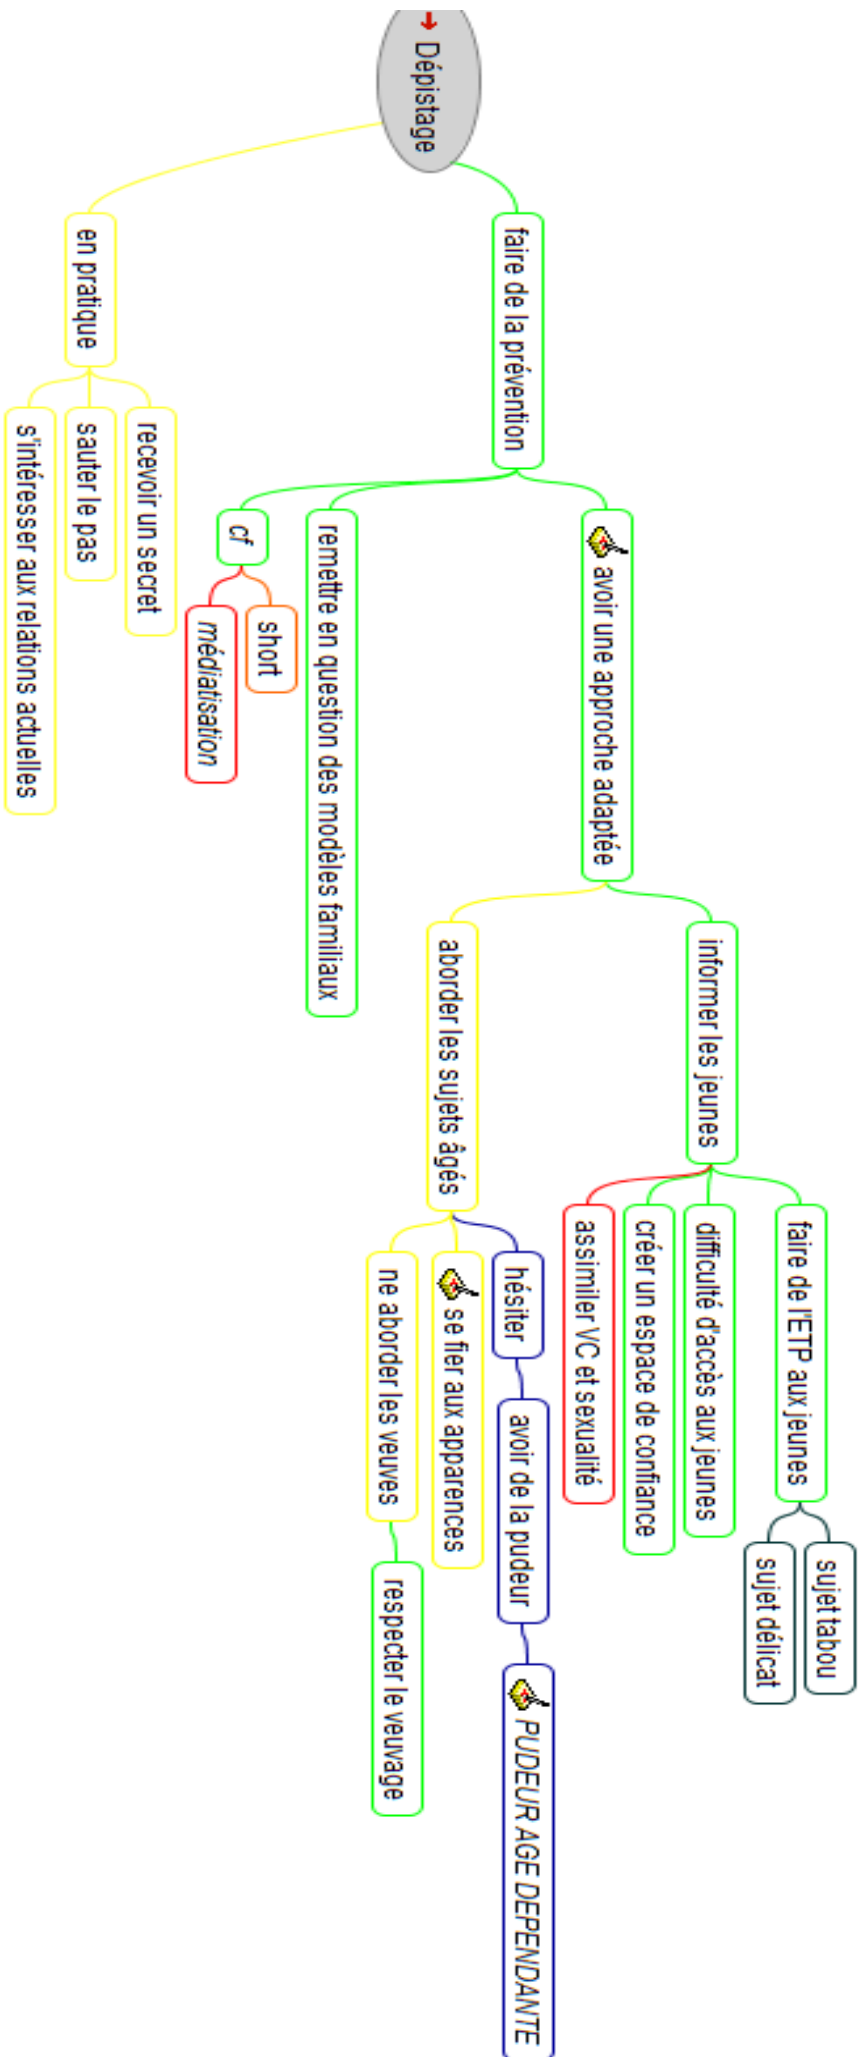 Dépistage
faire de la prévention
avoir une approche adaptée
informer les jeunes
faire de l'ETP aux jeunes
sujet tabou
sujet délicat
difficulté d'accès aux jeunes
créer un espace de confiance
assimiler VC et sexualité
aborder les sujets âgés
hésiter
avoir de la pudeur
PUDEUR AGE DEPENDANTE
se fier aux apparences
ne aborder les veuves
respecter le veuvage
remettre en question des modèles familiaux
cf
short
médiatisation
en pratique
recevoir un secret
sauter le pas
s'intéresser aux relations actuelles